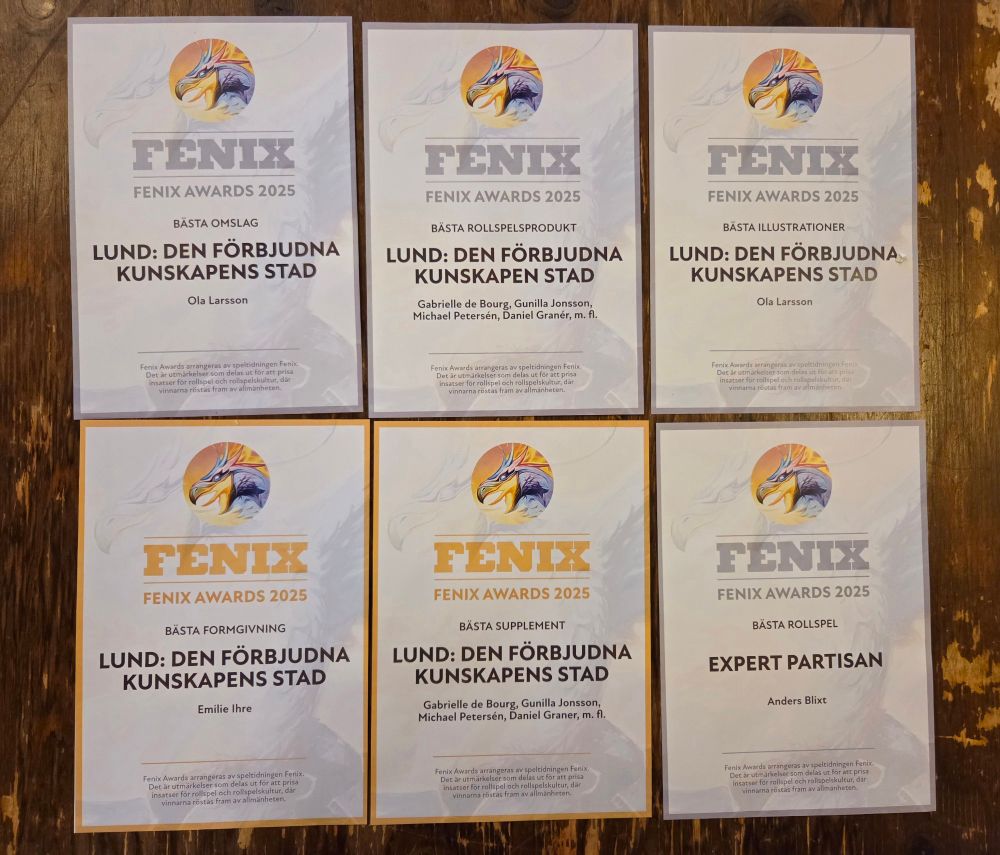 FENIX
FENIX AWARDS 2025
BÄSTA OMSLAG
LUND: DEN FÖRBJUDNA
KUNSKAPENS STAD
Ola Larsson
Fenix Awards arrangeras av speltidningen Fenix.
Det är utmärkelser som delas ut för att prisa
insatser för rollspel och rollspelskultur, där
vinnarna röstas fram av allmänheten.
FENIX
FENIX AWARDS 2025
BÄSTA ROLLSPELSPRODUKT
LUND: DEN FÖRBJUDNA
KUNSKAPEN STAD
Gabrielle de Bourg, Gunilla Jonsson,
Michael Petersén, Daniel Granér, m. fl.
Fenix Awards arrangeras av speltidningen Fenix.
Det är utmärkelser som delas ut för att prisa
insatser för rollspel och rollspelskultur, där
vinnarna röstas fram av allmänheten.
FENIX
FENIX AWARDS 2025
BÄSTA ILLUSTRATIONER
LUND: DEN FÖRBJUDNA
KUNSKAPENS STAD
Ola Larsson
Fenix Awards arrangeras av speltidningen Fenix.
Det är utmärkelser som delas ut för att prisa
insatser för rollspel och rollspelskultur, där
vinnarna röstas fram av allmänheten.
FENIX
FENIX AWARDS 2025
BÄSTA FORMGIVNING
LUND: DEN FÖRBJUDNA
KUNSKAPENS STAD
Emilie Ihre
Fenix Awards arrangeras av speltidningen Fenix.
Det är utmärkelser som delas ut för att prisa
insatser för rollspel och rollspelskultur, där
vinnarna röstas fram av allmänheten.
FENIX
FENIX AWARDS 2025
BÄSTA SUPPLEMENT
LUND: DEN FÖRBJUDNA
KUNSKAPENS STAD
Gabrielle de Bourg, Gunilla Jonsson,
Michael Petersén, Daniel Graner, m. fl.
Fenix Awards arrangeras av speltidningen Fenix.
Det är utmärkelser som delas ut för att prisa
insatser för rollspel och rollspelskultur, där
vinnarna röstas fram av allmänheten.
FENIX
FENIX AWARDS 2025
BÄSTA ROLLSPEL
EXPERT PARTISAN
Anders Blixt
Fenix Awards arrangeras av speltidningen Fenix.
Det är utmärkelser som delas ut för att prisa
insatser för rollspel och rollspelskultur, där
vinnarna röstas fram av allmänheten.